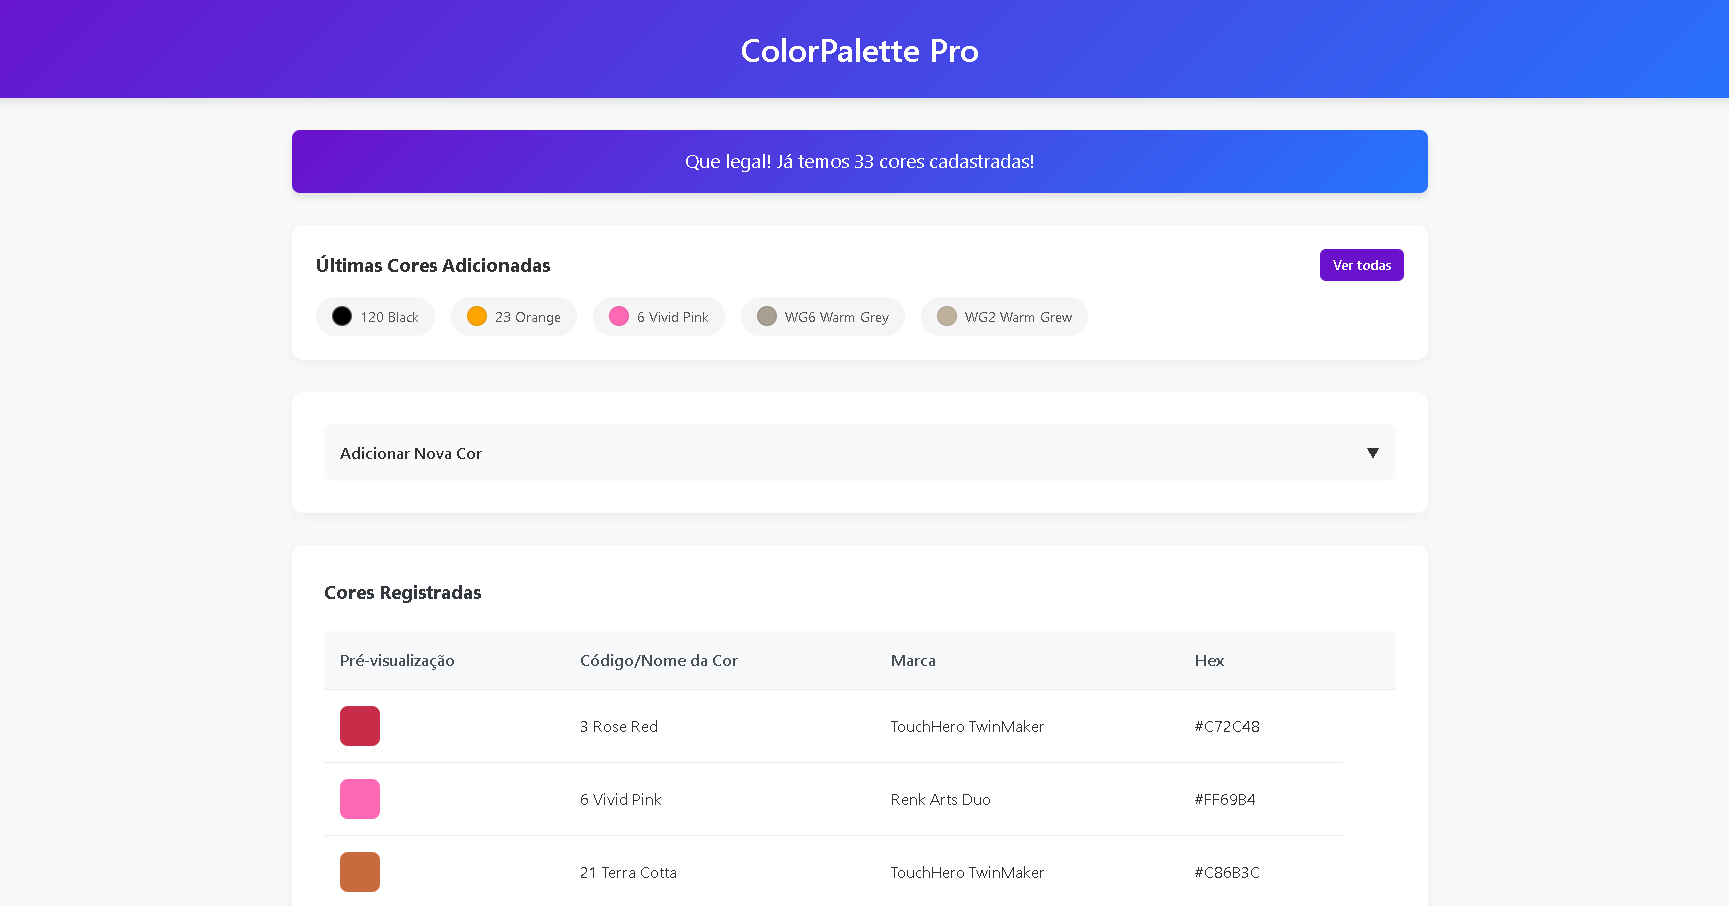 ColorPalette Pro
Que legal! Já temos 33 cores cadastradas!
Últimas Cores Adicionadas
Ver todas
120 Black
23 Orange
6 Vivid Pink
WG6 Warm Grey
WG2 Warm Grew
Adicionar Nova Cor
Cores Registradas
Pré-visualização Código/Nome da Cor Marca Hex
3 Rose Red TouchHero TwinMaker #C72C48
6 Vivid Pink Renk Arts Duo #FF69B4
21 Terra Cotta TouchHero TwinMaker #C86B3C